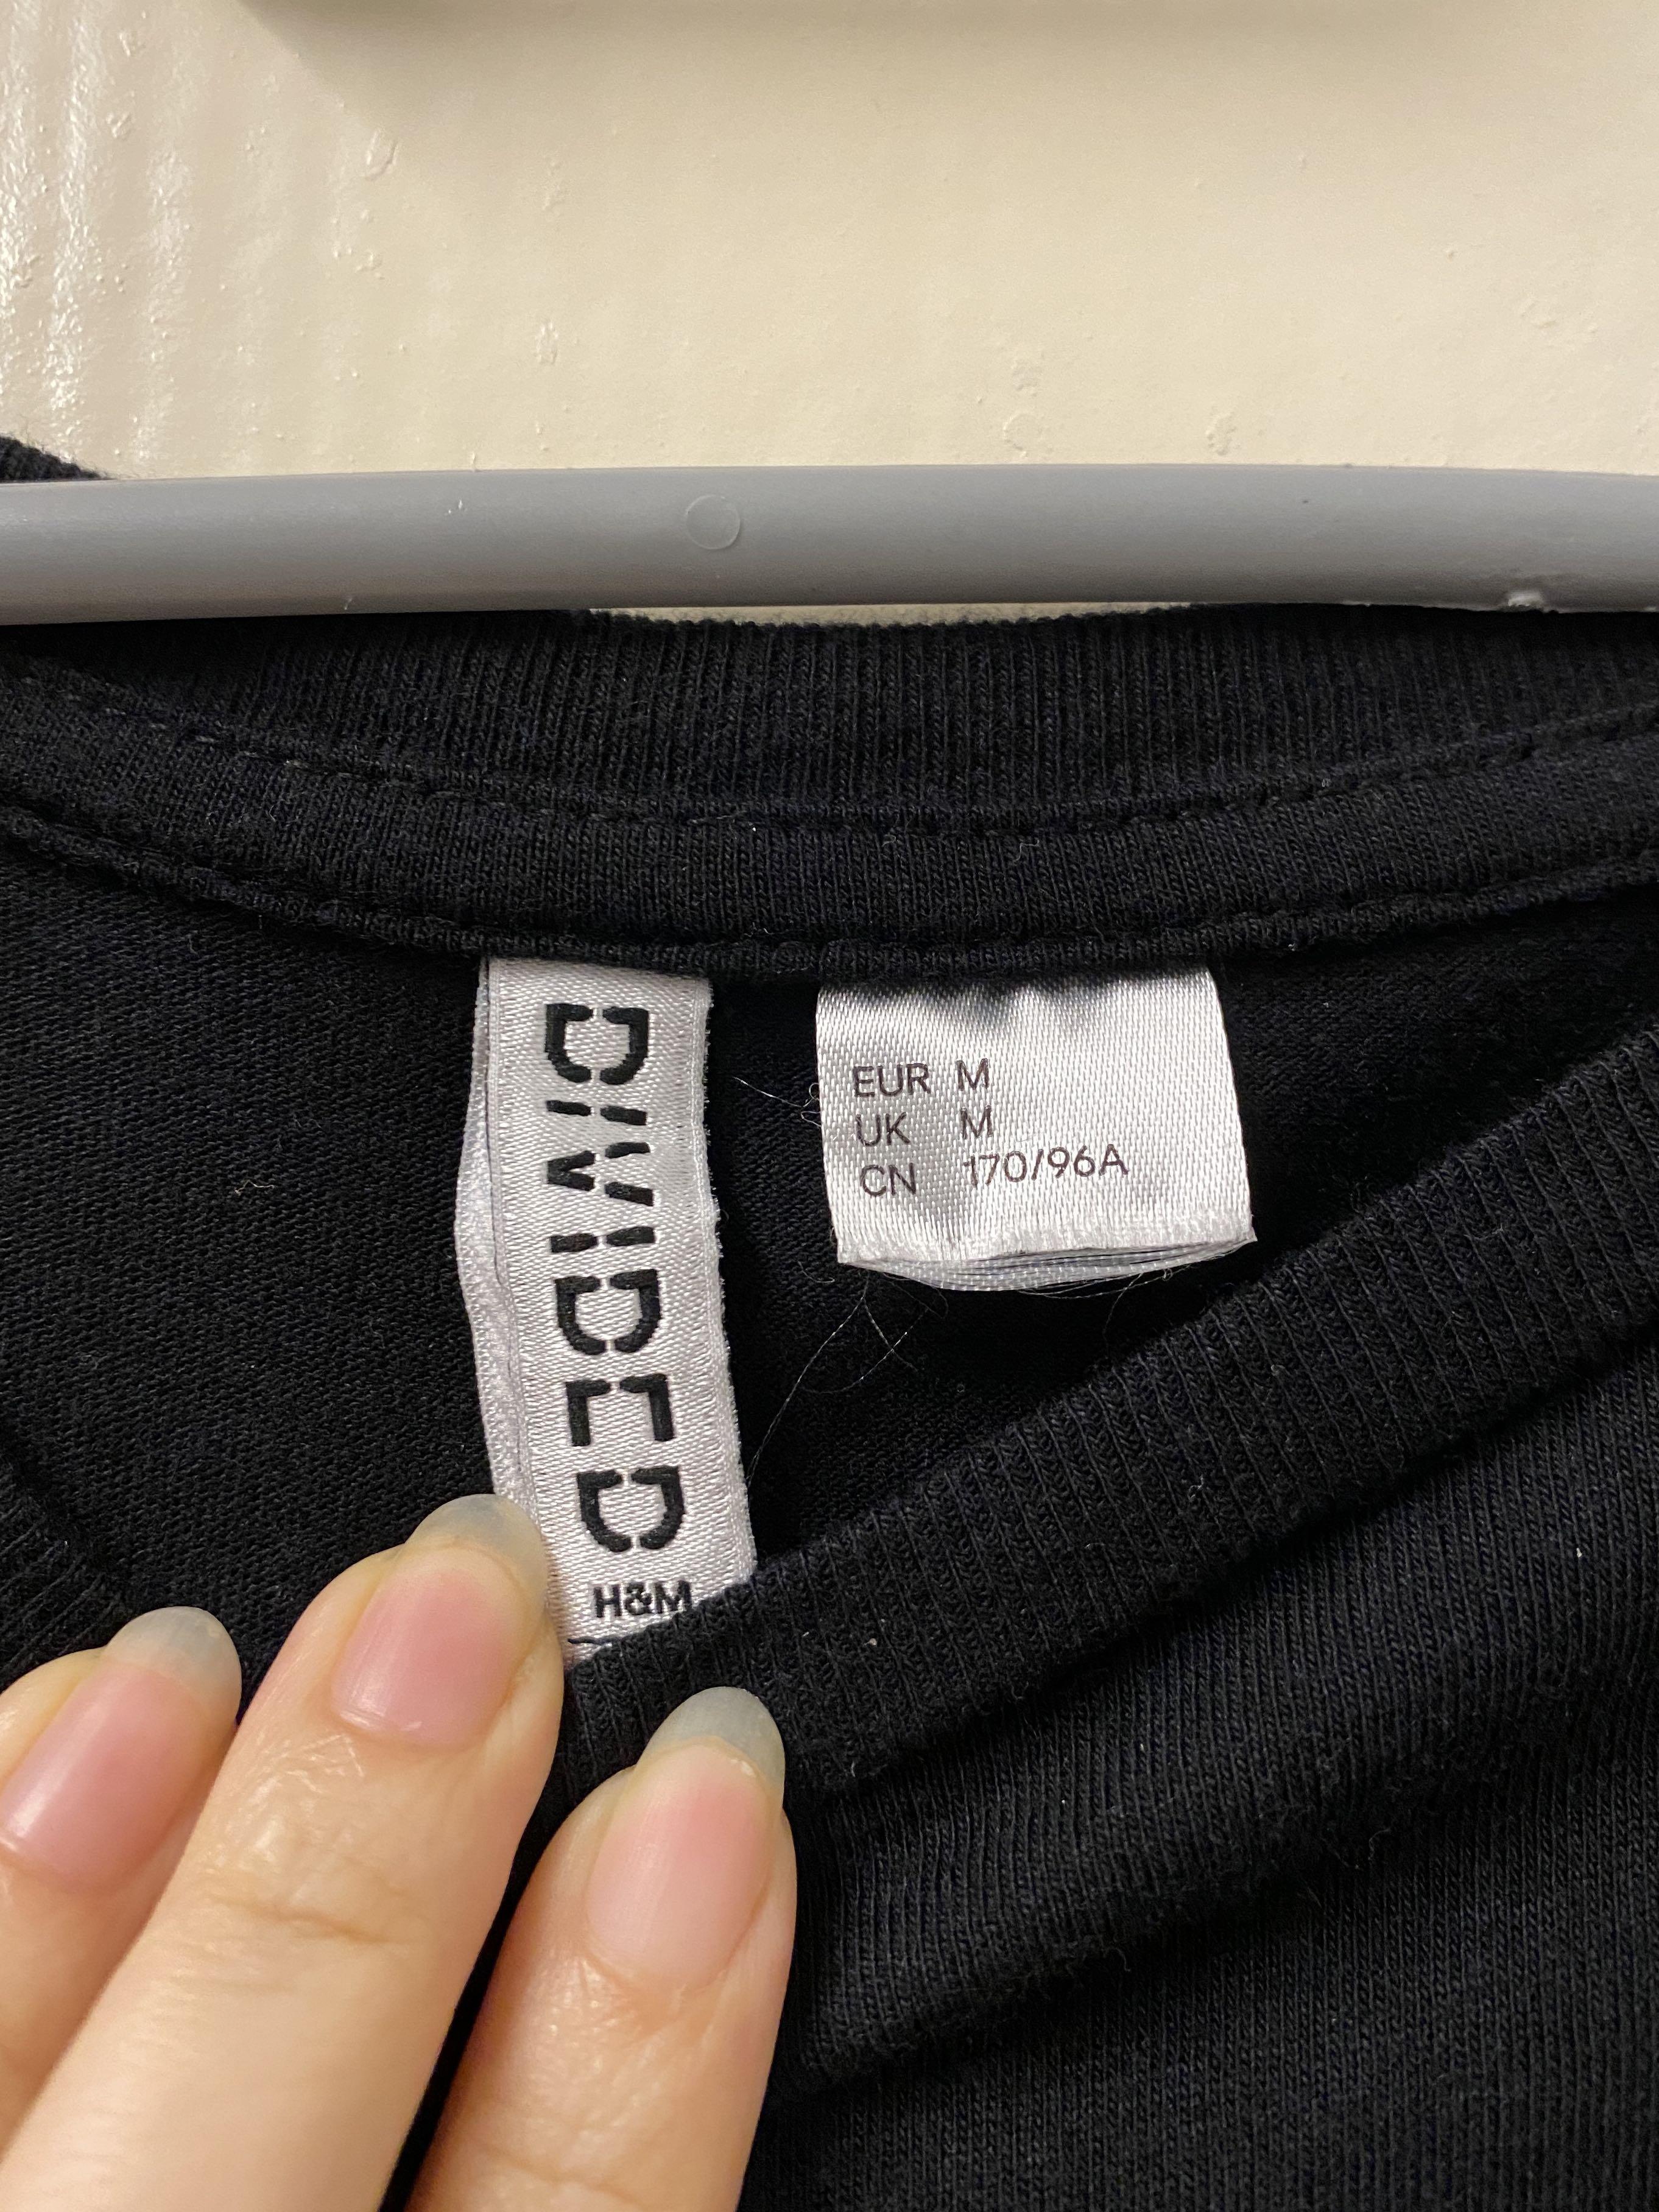 DIVIDED
H&M
EUR M
UK M
CN 170/96A